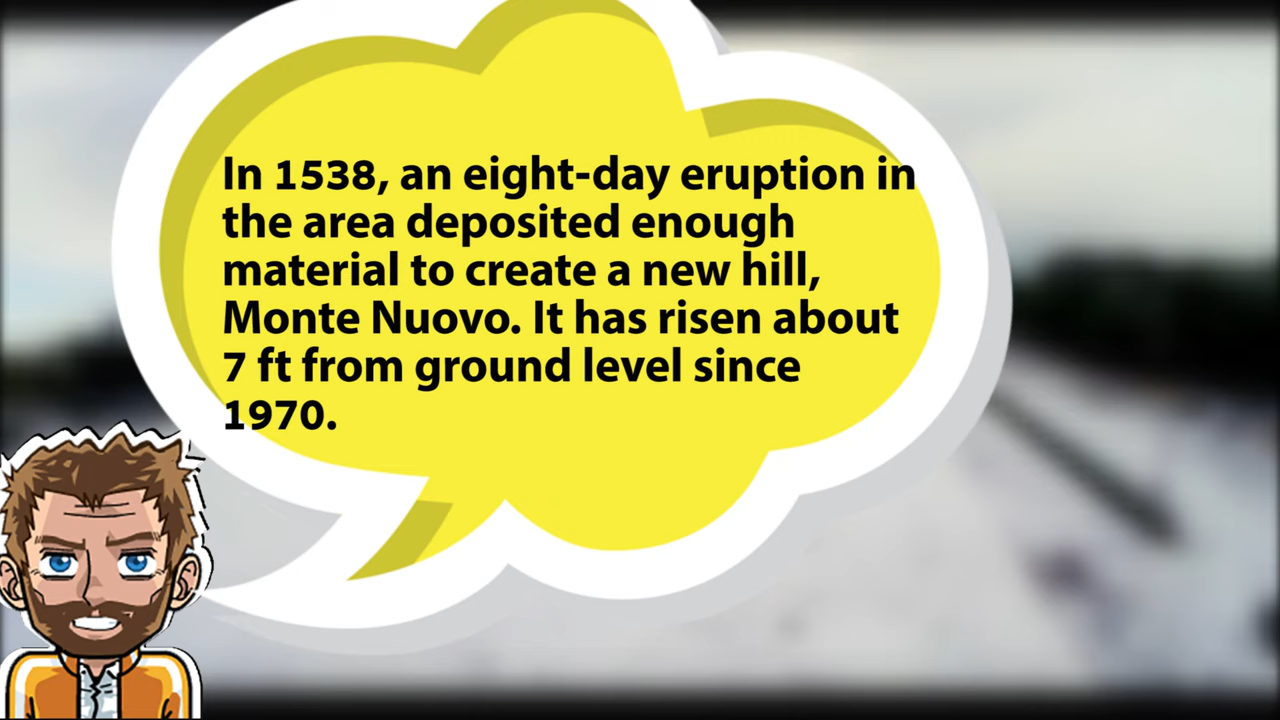 In 1538, an eight-day eruption in
the area deposited enough
material to create a new hill,
Monte Nuovo. It has risen about
7 ft from ground level since
1970.